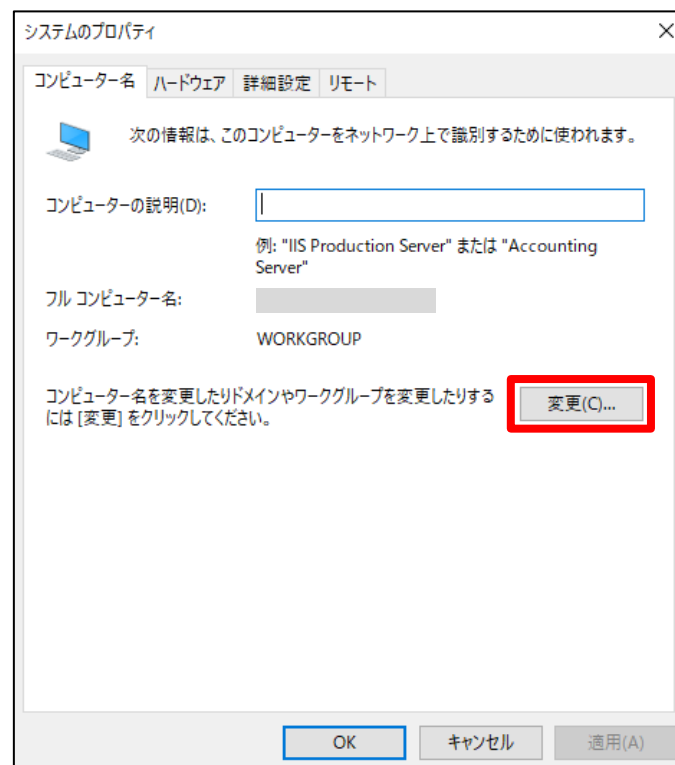 システムのプロパティ
コンピューター名 ハードウェア 詳細設定 リモート
次の情報は、このコンピューターをネットワーク上で識別するために使われます。
コンピューターの説明(D):
例: "IIS Production Server" または "Accounting
Server"
フル コンピューター名:
ワークグループ: WORKGROUP
コンピューター名を変更したりドメインやワークグループを変更したりする
には [変更] をクリックしてください。
変更(C)...
OK キャンセル 適用(A)